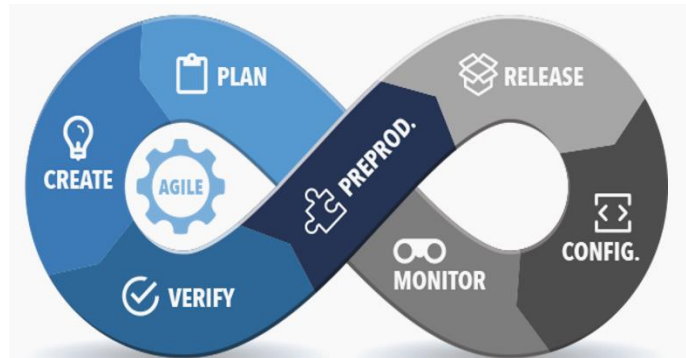 PLAN
CREATE
AGILE
VERIFY
PREPROD.
RELEASE
CONFIG.
MONITOR